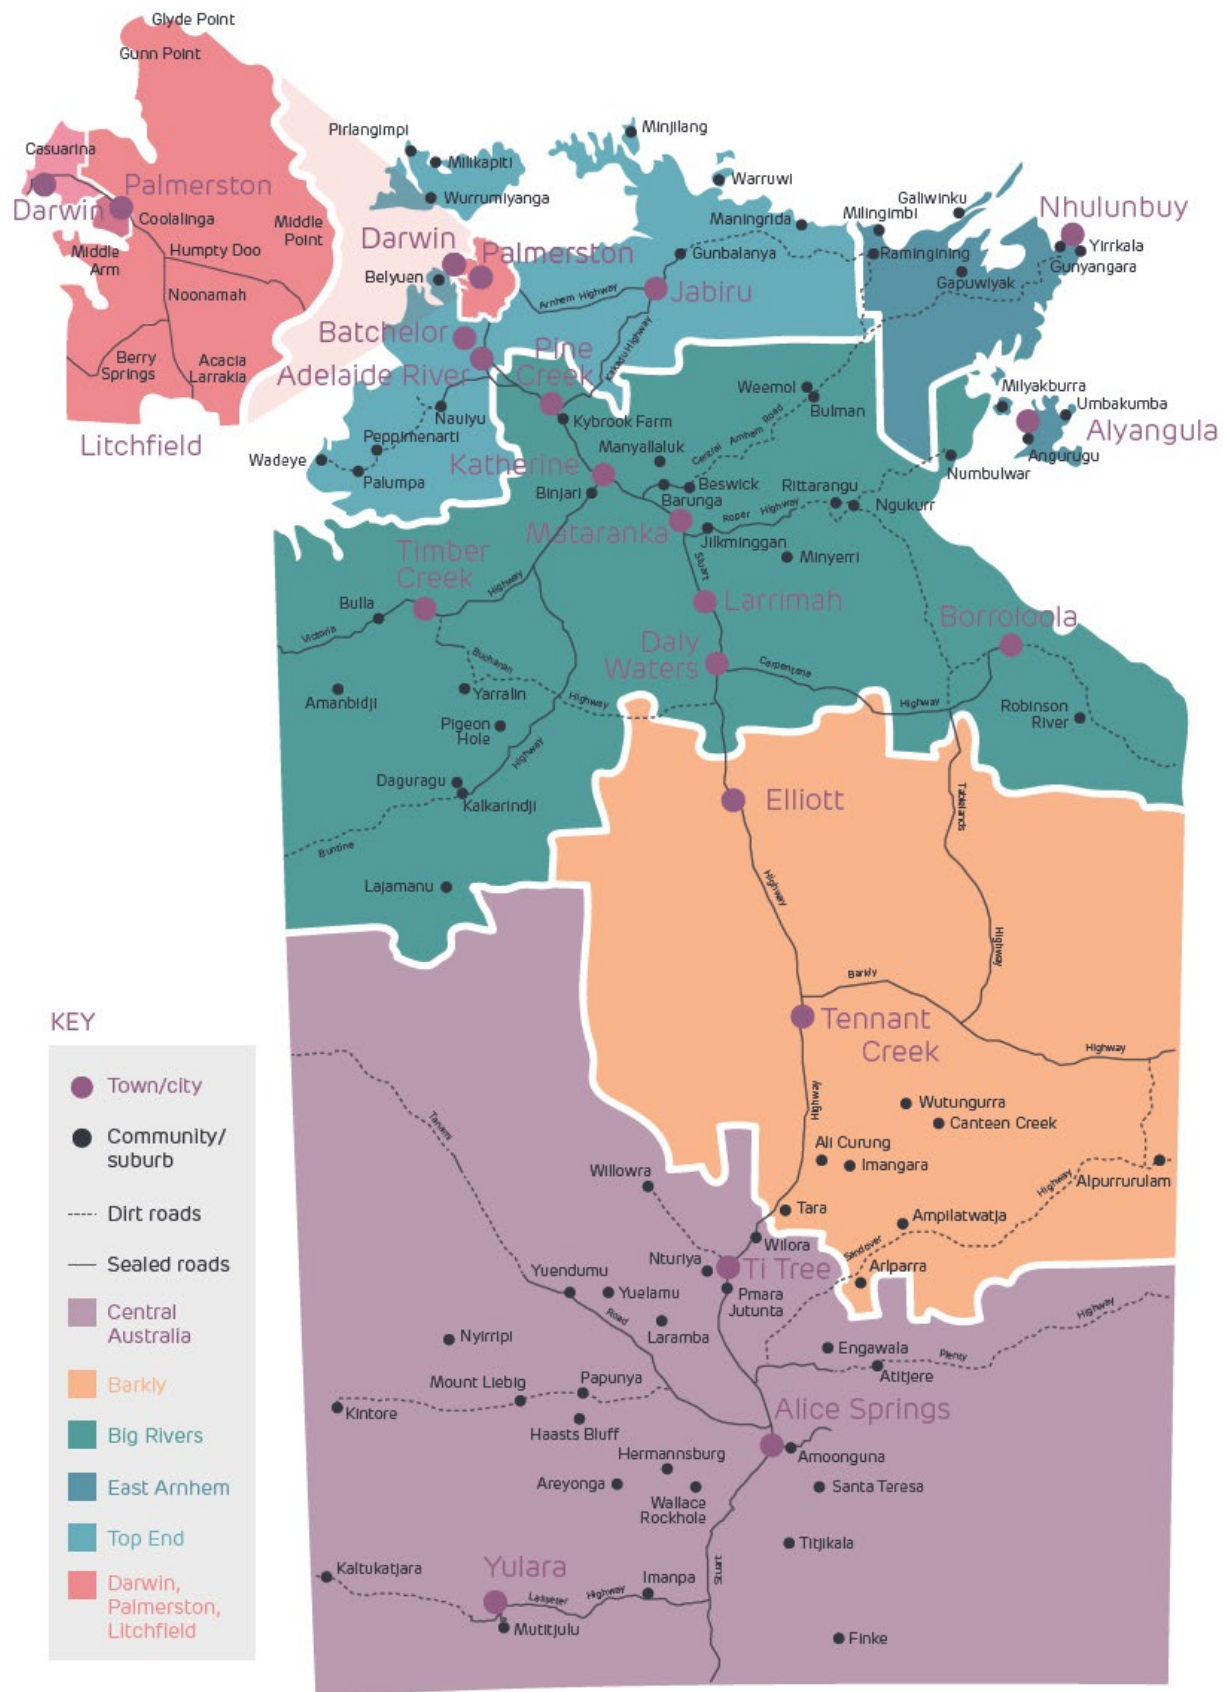 Glyde Point
Gunn Point
Casuarina
Palmerston
Darwin
Coolalinga
Middle
Point
Middle
Arm
Humpty Doo
Noonamah
Berry
Springs
Acacia
Larrakia
Litchfield
Pirlangimpi
Milikapiti
Wurrumiyanga
Minjilang
Warruwi
Maningrida
Galiwinku
Milingimbi
Nhulunbuy
Yirrkala
Gunyangara
Darwin
Palmerston
Belyuen
Gunbalanya
Ramingining
Gapuwiyak
Arnhem Highway
Jabiru
Batchelor
Adelaide River
Pine
Creek
Kakadu Highway
Nauiyu
Kybrook Farm
Weemol
Bulman
Milyakburra
Umbakumba
Alyangula
Angurugu
Numbulwar
Peppimenarti
Wadeye
Palumpa
Manyallaluk
Central Arnhem Road
Katherine
Binjari
Beswick
Barunga
Rittarangu
Ngukurr
Roper Highway
Mataranka
Jilkminggan
Minyerri
Stuart
Timber
Creek
Highway
Bulla
Victoria
Larrimah
Borroloola
Daly
Waters
Buchanan
Highway
Carpenteria
Highway
Amanbidji
Yarralin
Pigeon
Hole
Robinson
River
Highway
Daguragu
Kalkarindji
Buntine
Elliott
Tablelands
Lajamanu
Highway
Highway
Barkly
Tennant
Creek
Highway
Highway
Tanami
Wutungurra
Canteen Creek
Ali Curung
Imangara
Alpurrurulam
Highway
Willowra
Tara
Ampilatwatja
Wilora
Sandover
Nturiya
Ti Tree
Arlparra
Yuendumu
Yuelamu
Pmara
Jutunta
Road
Laramba
Highway
Nyirripi
Engawala
Plenty
Atitjere
Mount Liebig
Papunya
Kintore
Haasts Bluff
Alice Springs
Hermannsburg
Amoonguna
Areyonga
Wallace
Rockhole
Santa Teresa
Titjikala
Kaltukatjara
Yulara
Imanpa
Stuart
Lasseter
Highway
Mutitjulu
Finke
KEY
Town/city
Community/
suburb
Dirt roads
Sealed roads
Central
Australia
Barkly
Big Rivers
East Arnhem
Top End
Darwin,
Palmerston,
Litchfield